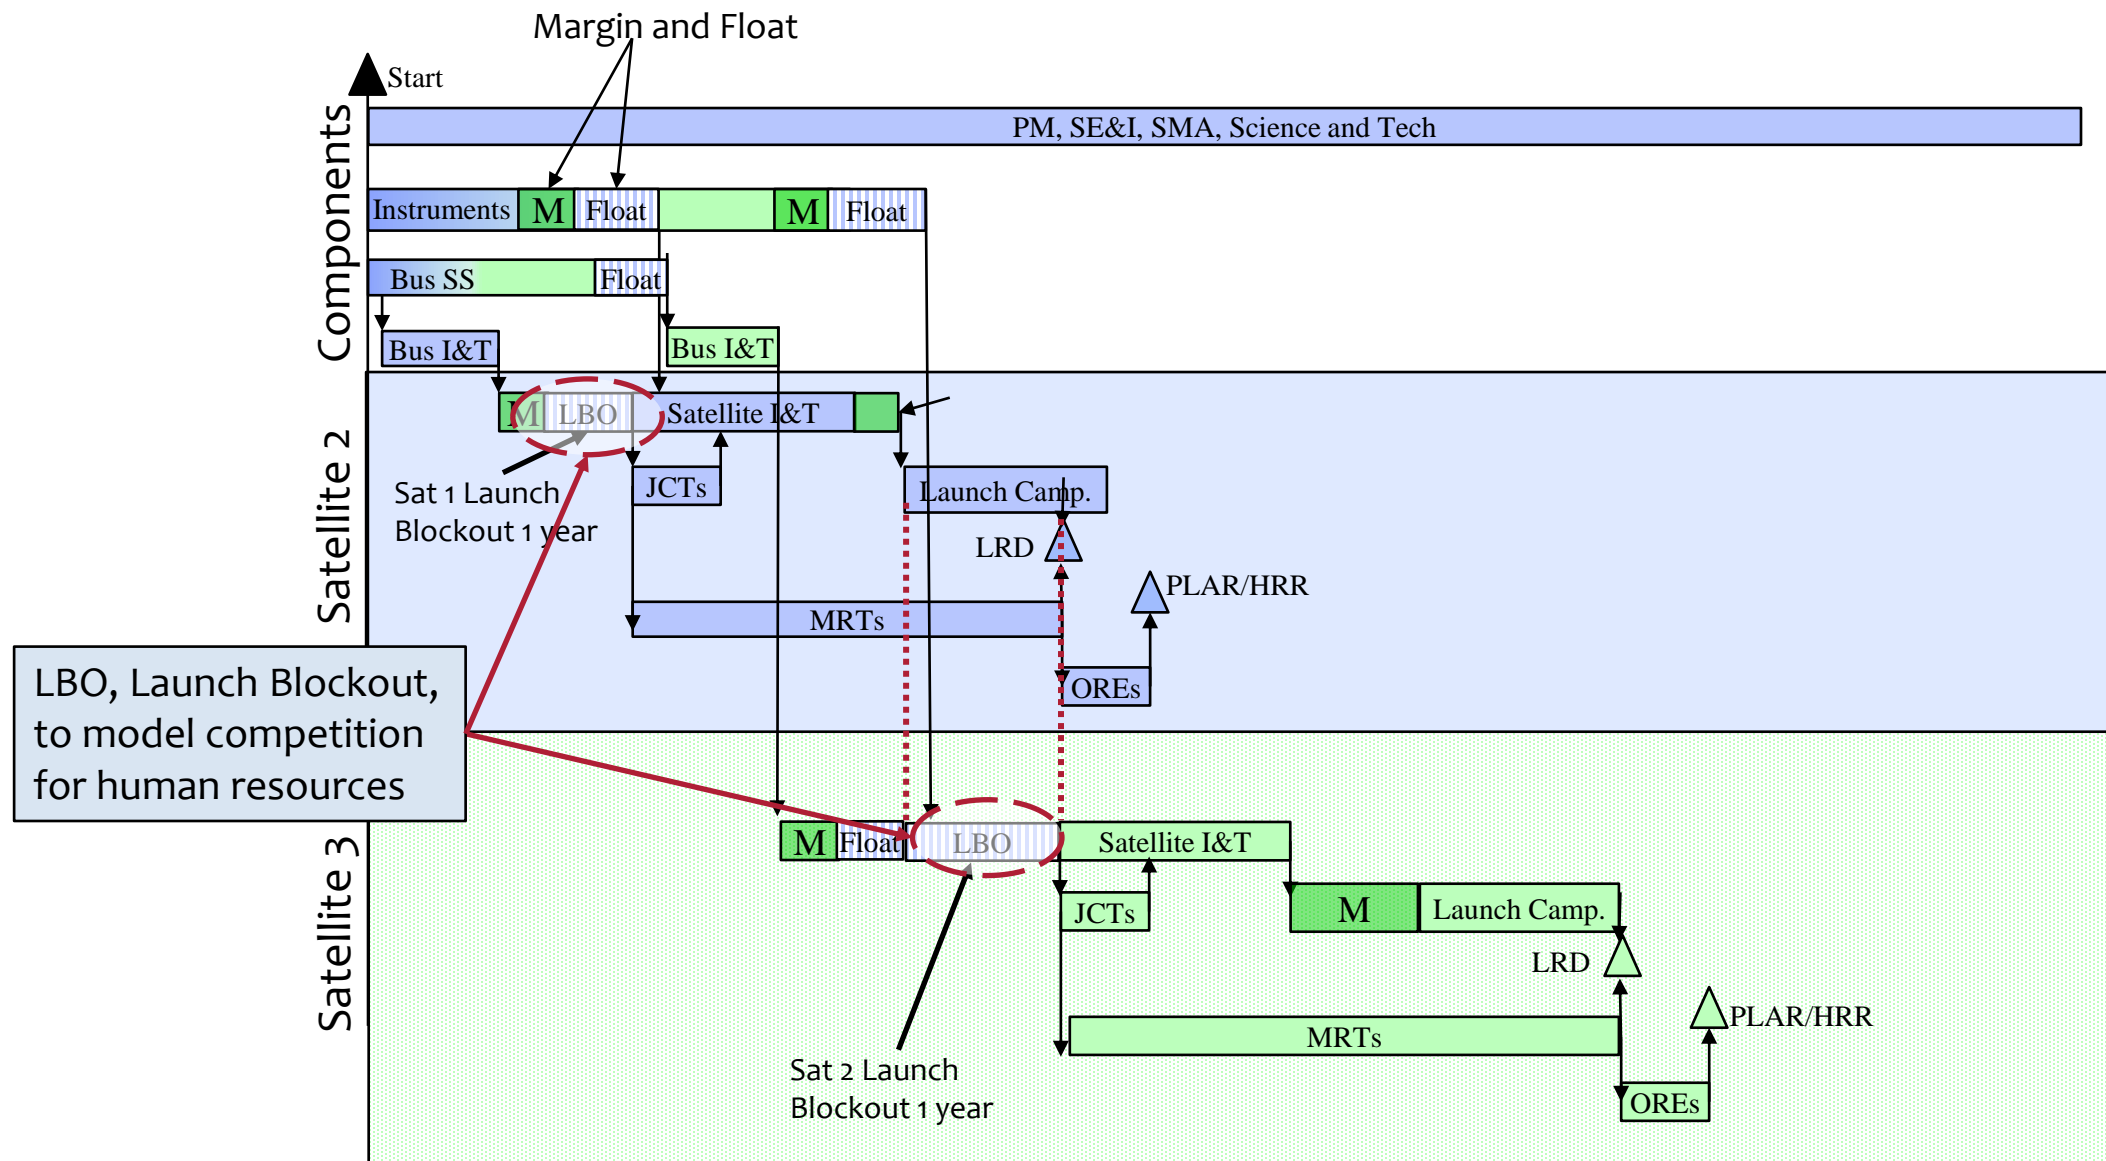 Margin and Float
Start
Components
PM, SE&I, SMA, Science and Tech
Instruments
M
Float
M
Float
Bus SS
Float
Bus I&T
Bus I&T
Satellite 2
M
LBO
Satellite I&T
Sat 1 Launch
Blockout 1 year
JCTs
Launch Camp.
LRD
PLAR/HRR
MRTs
OREs
LBO, Launch Blockout,
to model competition
for human resources
Satellite 3
M
Float
LBO
Satellite I&T
JCTs
M
Launch Camp.
LRD
PLAR/HRR
MRTs
Sat 2 Launch
Blockout 1 year
OREs